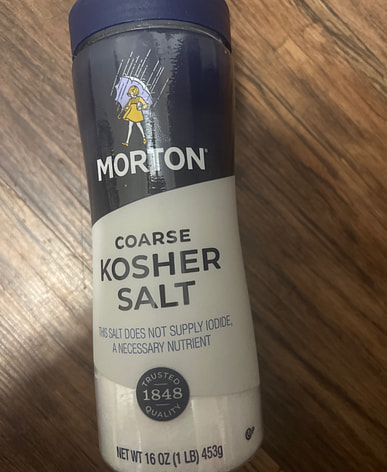 MORTON®
COARSE
KOSHER
SALT
THIS SALT DOES NOT SUPPLY IODIDE,
A NECESSARY NUTRIENT
TRUSTED
1848
QUALITY
NET WT 16 OZ (1 LB) 453g